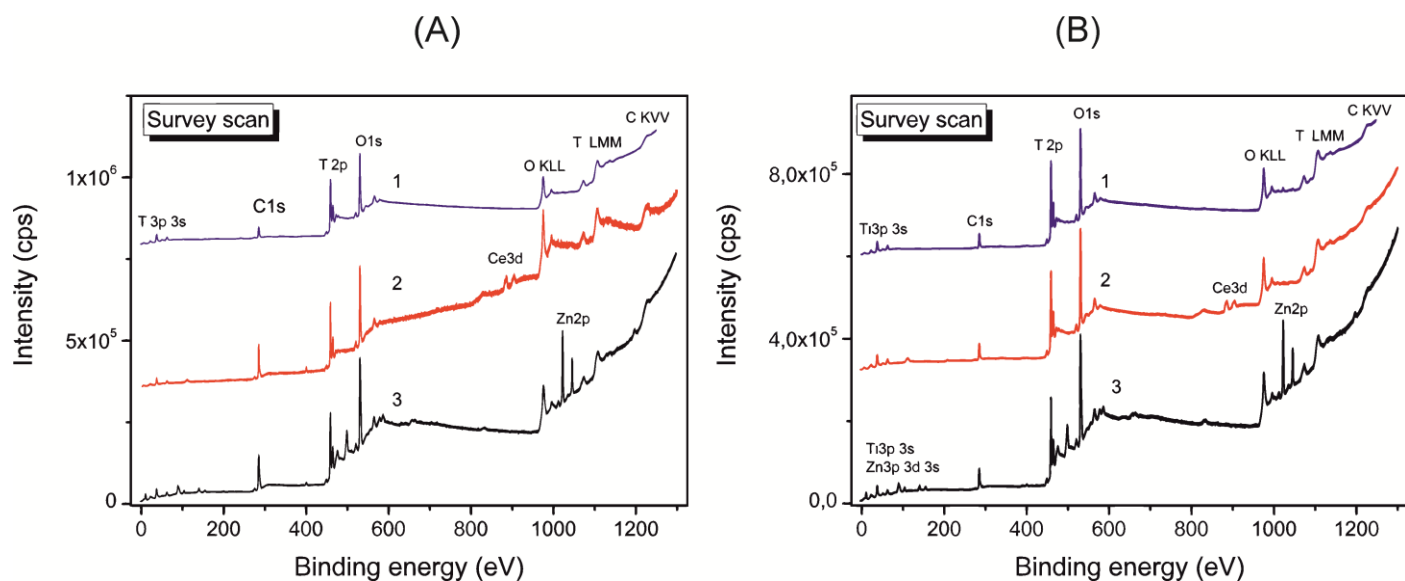 (A)
Survey scan
C KVV
O1s
T LMM
T 2p
O KLL
1
1x10⁶
T 3p 3s
C1s
Ce3d
2
Zn2p
5x10⁵
3
0
0 200 400 600 800 1000 1200
Intensity (cps)
Binding energy (eV)
(B)
Survey scan
C KVV
O1s
T LMM
T 2p
O KLL
8,0x10⁵
1
Ti3p 3s
C1s
2
Ce3d
Zn2p
4,0x10⁵
3
Ti3p 3s
Zn3p 3d 3s
0,0
0 200 400 600 800 1000 1200
Intensity (cps)
Binding energy (eV)